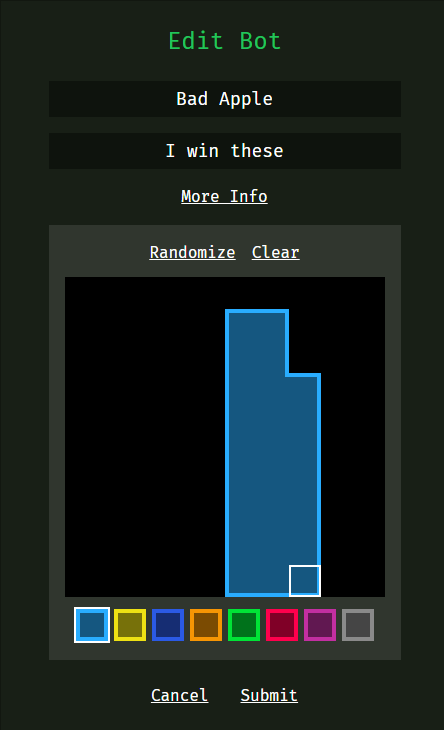 Edit Bot
Bad Apple
I win these
More Info
Randomize Clear
Cancel Submit